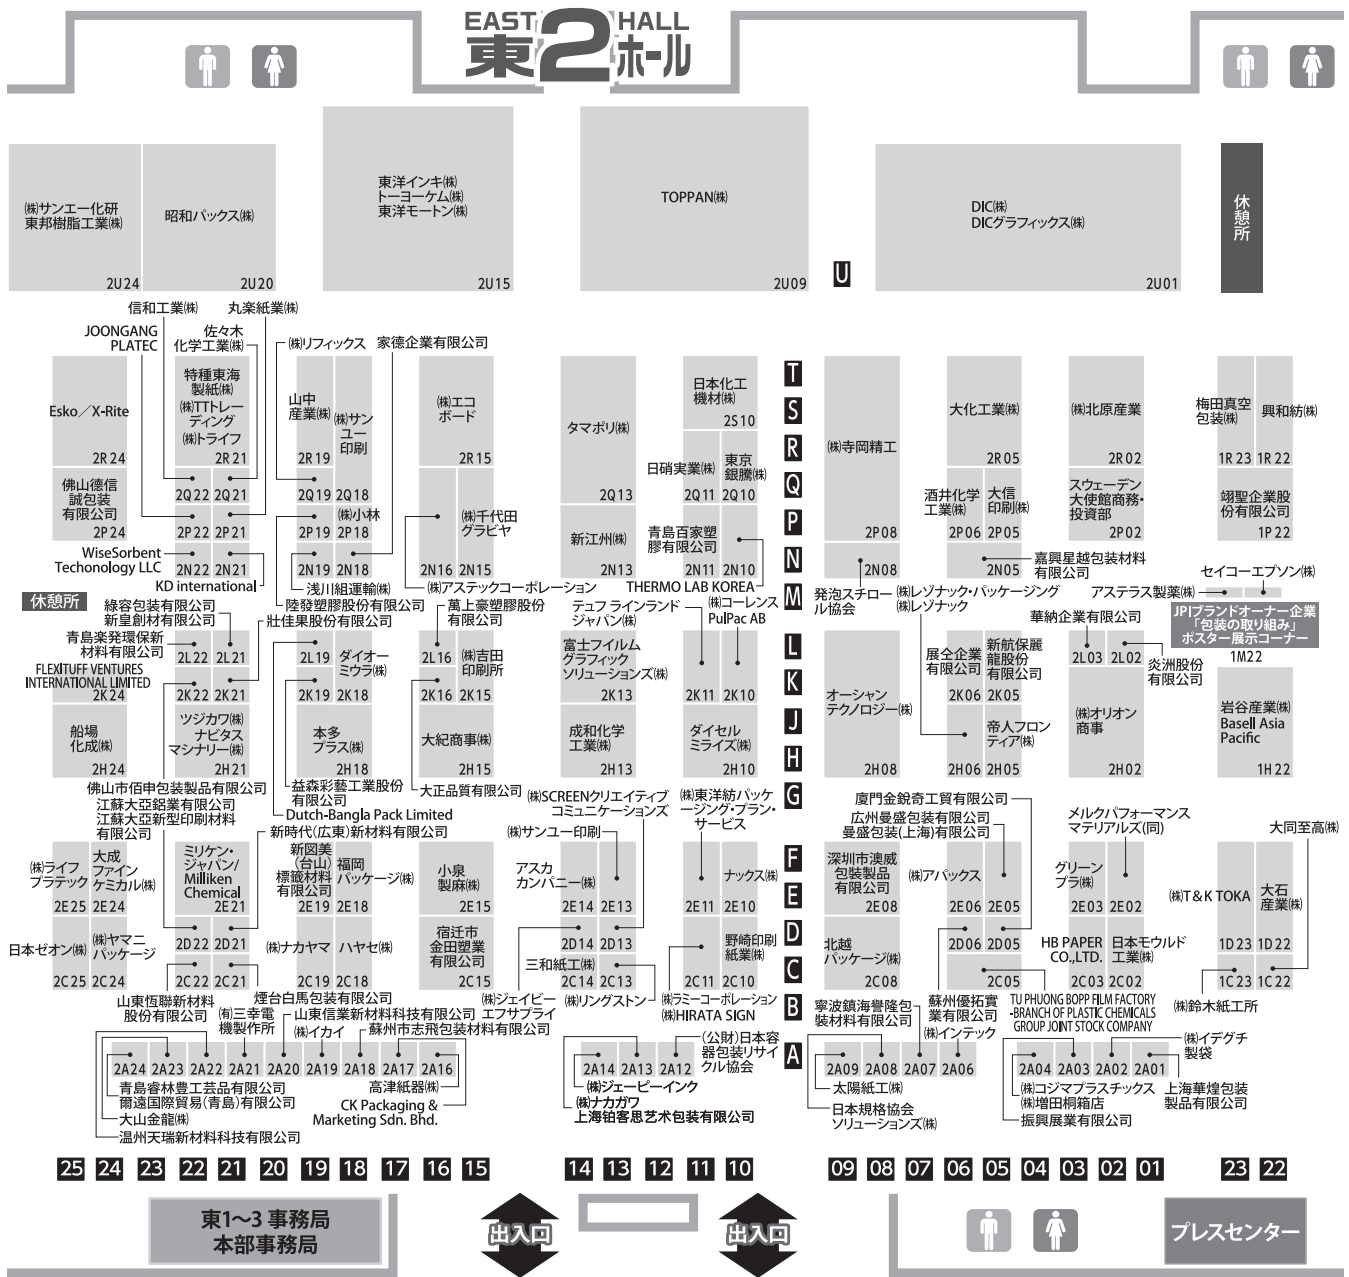 EAST HALL
東2ホール
㈱サンエー化研
東邦樹脂工業㈱
2U24
昭和パックス㈱
2U20
東洋インキ㈱
トーヨーケム㈱
東洋モートン㈱
2U15
TOPPAN㈱
2U09
U
DIC㈱
DICグラフィックス㈱
2U01
休憩所
信和工業㈱
丸楽紙業㈱
JOONGANG
PLATEC
佐々木
化学工業㈱
㈱リフィックス
家德企業有限公司
Esko／X-Rite
2R24
特種東海
製紙㈱
㈱TTトレー
ディング
㈱トライフ
2R21
山中
産業㈱
2R19
㈱サン
ユー
印刷
2Q18
㈱エコ
ボード
2R15
タマポリ㈱
2Q13
日本化工
機材㈱
2S10
T
S
R
Q
P
N
M
㈱寺岡精工
2P08
大化工業㈱
2R05
㈱北原産業
2R02
梅田真空
包装㈱
1R23
興和紡㈱
1R22
佛山德信
誠包装
有限公司
2P24
2Q22
2Q21
2P22
2P21
2Q19
2P19
㈱小林
2P18
㈱千代田
グラビヤ
2N15
2N16
日硝実業㈱
2Q11
東京
銀騰㈱
2Q10
酒井化学
工業㈱
2P06
大信
印刷㈱
2P05
スウェーデン
大使館商務・
投資部
2P02
翊聖企業股
份有限公司
1P22
WiseSorbent
Techonology LLC
2N22
2N21
KD international
2N19
2N18
浅川組運輸㈱
㈱アステックコーポレーション
新江州㈱
2N13
青島百家塑
膠有限公司
2N11
2N10
THERMO LAB KOREA
2N08
発泡スチロー
ル協会
2N05
嘉興星越包装材料
有限公司
㈱レゾナック・パッケージング
㈱レゾナック
アステラス製薬㈱
セイコーエプソン㈱
JPIブランドオーナー企業
「包装の取り組み」
ポスター展示コーナー
1M22
休憩所
綠容包装有限公司
新皇創材有限公司
陸發塑膠股份有限公司
壯佳果股份有限公司
萬上豪塑膠股份
有限公司
テュフ ラインランド
ジャパン㈱
㈱コーレンス
PulPac AB
華納企業有限公司
青島楽発環保新
材料有限公司
FLEXITUFF VENTURES
INTERNATIONAL LIMITED
2K24
2L22
2L21
2K22
2K21
2L19
2K19
ダイオー
ミウラ㈱
2K18
2L16
2K16
㈱吉田
印刷所
2K15
富士フイルム
グラフィック
ソリューションズ㈱
2K13
2K11
2K10
L
K
J
H
G
オーシャン
テクノロジー㈱
2H08
展仝企業
有限公司
2K06
新航保麗
龍股份
有限公司
2K05
2L03
2L02
炎洲股份
有限公司
船場
化成㈱
2H24
ツジカワ㈱
ナビタス
マシナリー㈱
2H21
本多
プラス㈱
2H18
大紀商事㈱
2H15
成和化学
工業㈱
2H13
ダイセル
ミライズ㈱
2H10
2H06
帝人フロン
ティア㈱
2H05
㈱オリオン
商事
2H02
岩谷産業㈱
Basell Asia
Pacific
1H22
佛山市佰申包装製品有限公司
江蘇大亞鋁業有限公司
江蘇大亞新型印刷材料
有限公司
益森彩藝工業股份
有限公司
Dutch-Bangla Pack Limited
大正品質有限公司
新時代（広東）新材料有限公司
㈱SCREENクリエイティブ
コミュニケーションズ
㈱サンユー印刷
㈱東洋紡パッケ
ージング・プラン・
サービス
廈門金銳奇工貿有限公司
広州曼盛包装有限公司
曼盛包装（上海）有限公司
メルクパフォーマンス
マテリアルズ（同）
大同至高㈱
㈱ライフ
プラテック
2E25
大成
ファイン
ケミカル㈱
2E24
ミリケン・
ジャパン/
Milliken
Chemical
2E21
新図美
（台山）
標籤材料
有限公司
2E19
福岡
パッケージ㈱
2E18
小泉
製麻㈱
2E15
アスカ
カンパニー㈱
2E14
2E13
2E11
ナックス㈱
2E10
F
E
D
C
B
A
深圳市澳威
包裝製品
有限公司
2E08
㈱アパックス
2E06
2E05
グリーン
プラ㈱
2E03
2E02
㈱T&K TOKA
1D23
大石
産業㈱
1D22
日本ゼオン㈱
2C25
㈱ヤマニ
パッケージ
2C24
2D22
2D21
2C22
2C21
㈱ナカヤマ
2C19
ハヤセ㈱
2C18
宿迁市
金田塑业
有限公司
2C15
2D14
2D13
三和紙工㈱
2C14
2C13
2C11
野崎印刷
紙業㈱
2C10
北越
パッケージ㈱
2C08
2D06
2D05
2C05
HB PAPER
CO.,LTD.
2C03
日本モウルド
工業㈱
2C02
1C23
1C22
㈱鈴木紙工所
山東恆聯新材料
股份有限公司
㈲三幸電
機製作所
煙台白馬包装有限公司
山東信業新材料科技有限公司
㈱イカイ
蘇州市志飛包装材料有限公司
㈱ジェイピー
エフサプライ
㈱リングストン
㈱ラミーコーポレーション
㈱HIRATA SIGN
（公財）日本容
器包装リサイ
クル協会
寧波鎮海譽隆包
裝材料有限公司
蘇州優拓實
業有限公司
㈱インテック
TU PHUONG BOPP FILM FACTORY
-BRANCH OF PLASTIC CHEMICALS
GROUP JOINT STOCK COMPANY
㈱イデグチ
製袋
2A24
2A23
2A22
2A21
2A20
2A19
2A18
2A17
2A16
2A14
2A13
2A12
2A09
2A08
2A07
2A06
2A04
2A03
2A02
2A01
青島睿林豊工芸品有限公司
爾遠国際貿易（青島）有限公司
大山金龍㈱
温州天瑞新材料科技有限公司
高津紙器㈱
CK Packaging &
Marketing Sdn. Bhd.
㈱ジェーピーインク
㈱ナカガワ
上海铂客思艺术包装有限公司
太陽紙工㈱
日本規格協会
ソリューションズ㈱
㈱コジマプラスチックス
㈱増田桐箱店
振興展業有限公司
上海華煌包装
製品有限公司
25 24 23 22 21 20 19 18 17 16 15 14 13 12 11 10 09 08 07 06 05 04 03 02 01 23 22
東1～3 事務局
本部事務局
出入口
出入口
プレスセンター